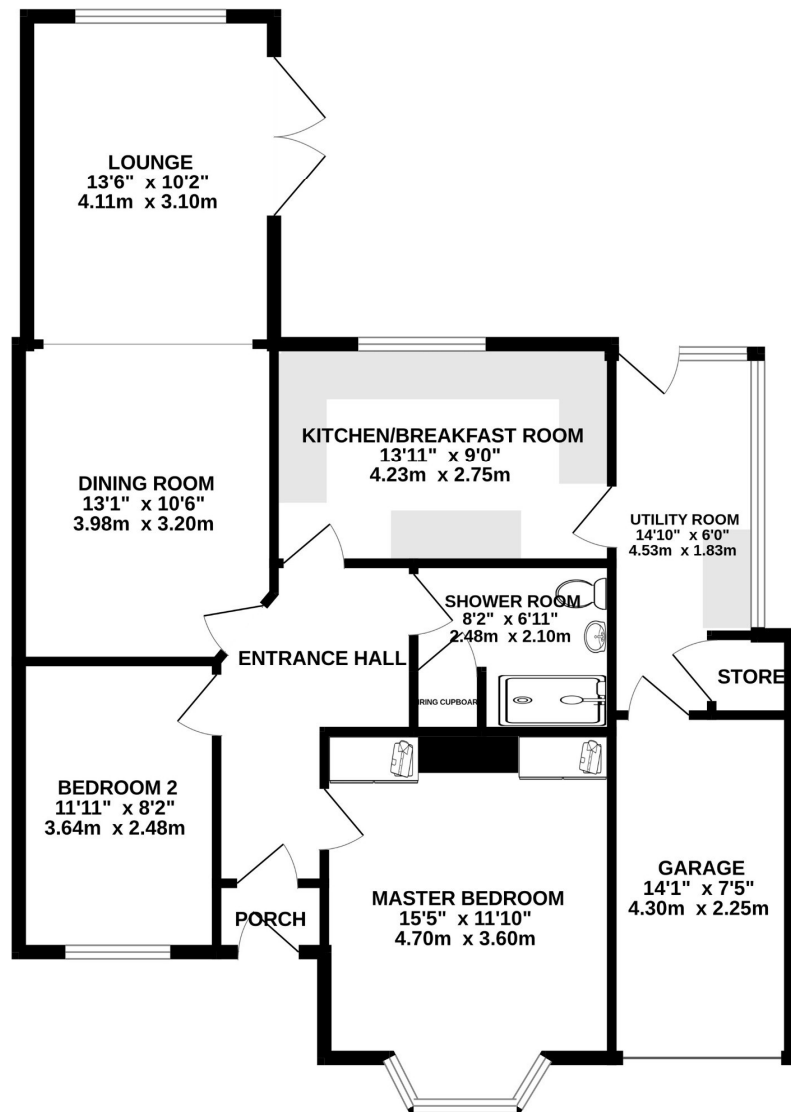 LOUNGE
13'6" x 10'2"
4.11m x 3.10m
KITCHEN/BREAKFAST ROOM
13'11" x 9'0"
4.23m x 2.75m
DINING ROOM
13'1" x 10'6"
3.98m x 3.20m
UTILITY ROOM
14'10" x 6'0"
4.53m x 1.83m
SHOWER ROOM
8'2" x 6'11"
2.48m x 2.10m
ENTRANCE HALL
STORE
IRING CUPBOAR
BEDROOM 2
11'11" x 8'2"
3.64m x 2.48m
GARAGE
14'1" x 7'5"
4.30m x 2.25m
MASTER BEDROOM
15'5" x 11'10"
4.70m x 3.60m
PORCH